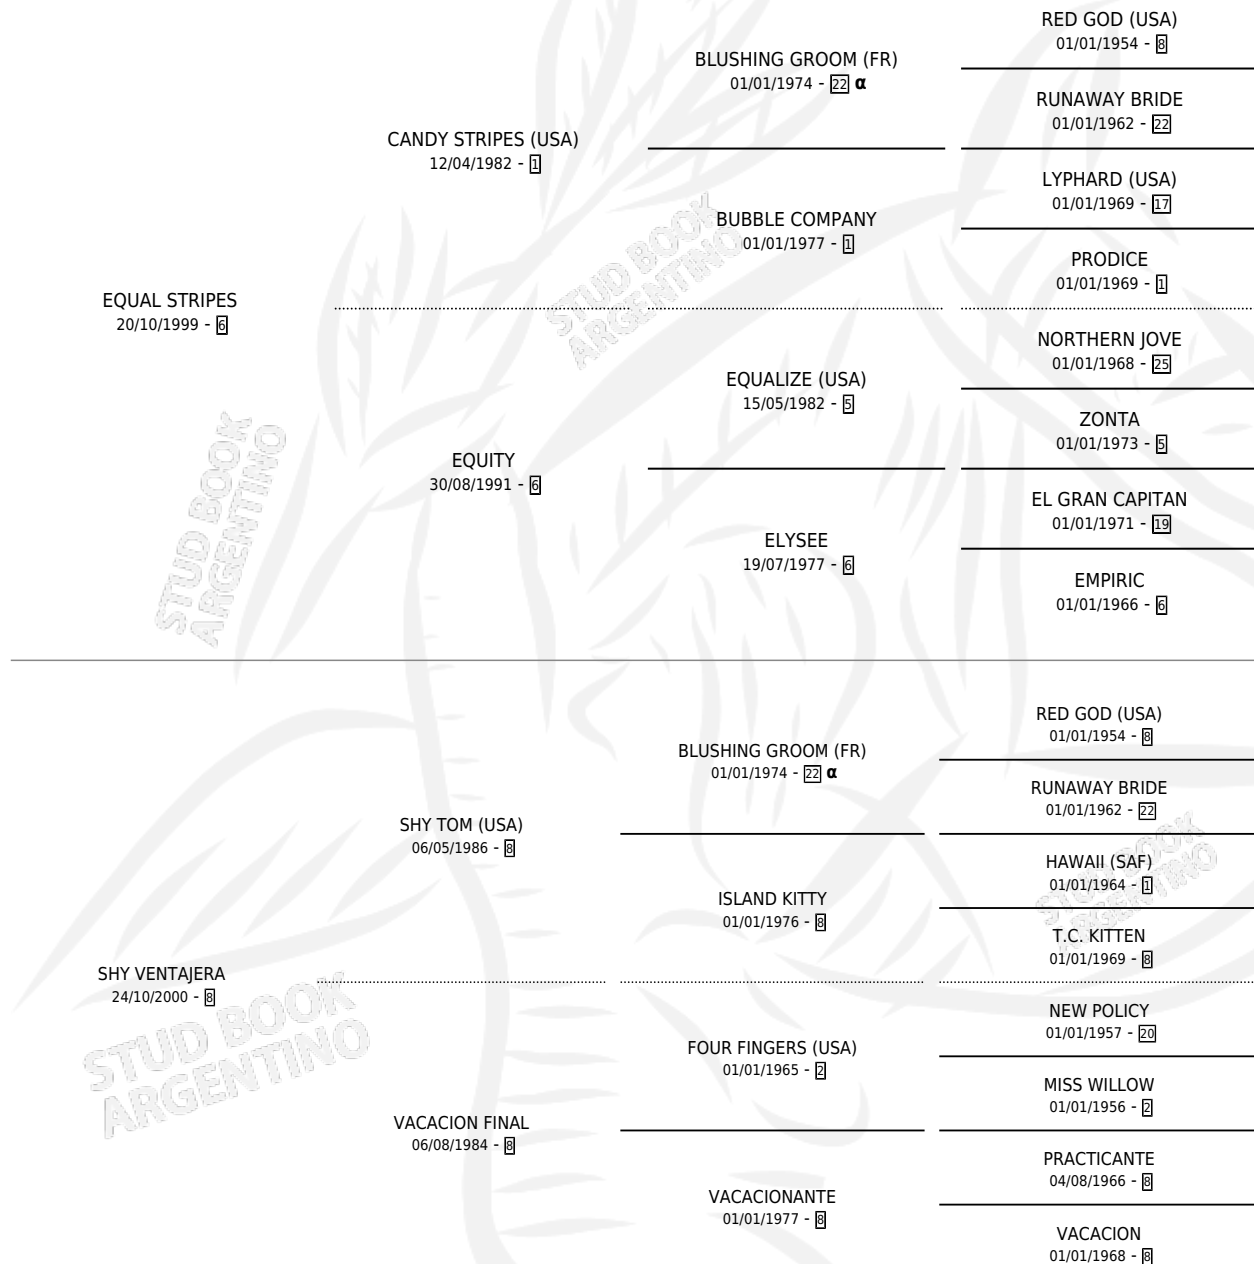 RED GOD (USA)
01/01/1954 - 8
BLUSHING GROOM (FR)
01/01/1974 - 22 α
RUNAWAY BRIDE
01/01/1962 - 22
CANDY STRIPES (USA)
12/04/1982 - 1
LYPHARD (USA)
01/01/1969 - 17
BUBBLE COMPANY
01/01/1977 - 1
PRODICE
01/01/1969 - 1
EQUAL STRIPES
20/10/1999 - 6
NORTHERN JOVE
01/01/1968 - 25
EQUALIZE (USA)
15/05/1982 - 5
ZONTA
01/01/1973 - 5
EQUITY
30/08/1991 - 6
EL GRAN CAPITAN
01/01/1971 - 19
ELYSEE
19/07/1977 - 6
EMPIRIC
01/01/1966 - 6
STUD BOOK
ARGENTINO
STUD BOOK
ARGENTINO
RED GOD (USA)
01/01/1954 - 8
BLUSHING GROOM (FR)
01/01/1974 - 22 α
RUNAWAY BRIDE
01/01/1962 - 22
SHY TOM (USA)
06/05/1986 - 8
HAWAII (SAF)
01/01/1964 - 1
ISLAND KITTY
01/01/1976 - 8
T.C. KITTEN
01/01/1969 - 8
SHY VENTAJERA
24/10/2000 - 8
NEW POLICY
01/01/1957 - 20
FOUR FINGERS (USA)
01/01/1965 - 2
MISS WILLOW
01/01/1956 - 2
VACACION FINAL
06/08/1984 - 8
PRACTICANTE
04/08/1966 - 8
VACACIONANTE
01/01/1977 - 8
VACACION
01/01/1968 - 8
STUD BOOK
ARGENTINO
STUD BOOK
ARGENTINO